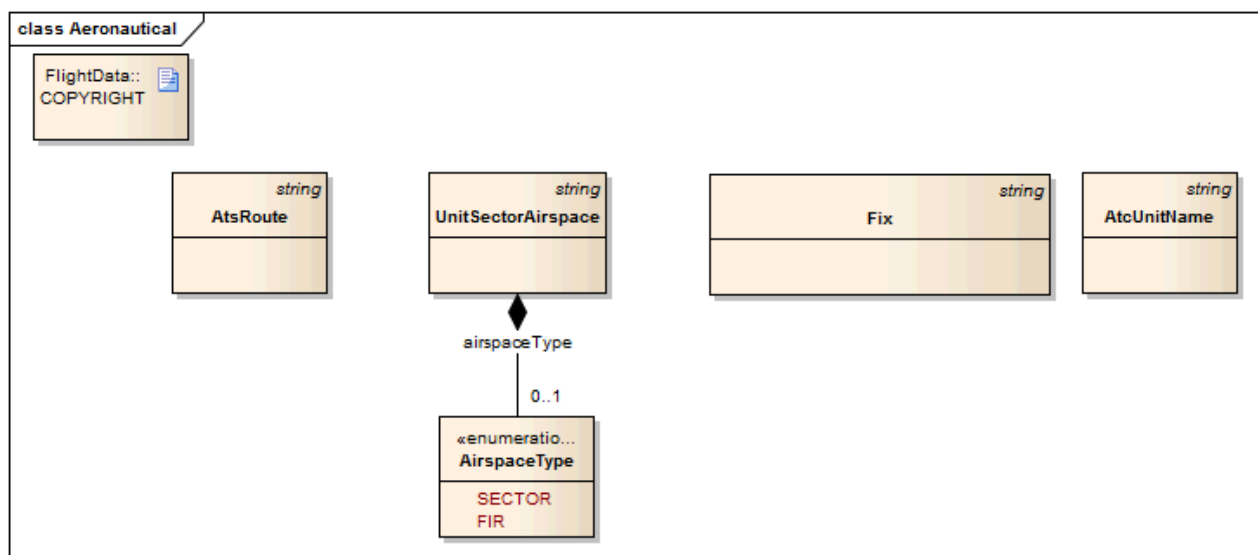 class Aeronautical
FlightData::
COPYRIGHT
string
AtsRoute
string
UnitSectorAirspace
string
Fix
string
AtcUnitName
airspaceType
0..1
«enumeratio...
AirspaceType
SECTOR
FIR